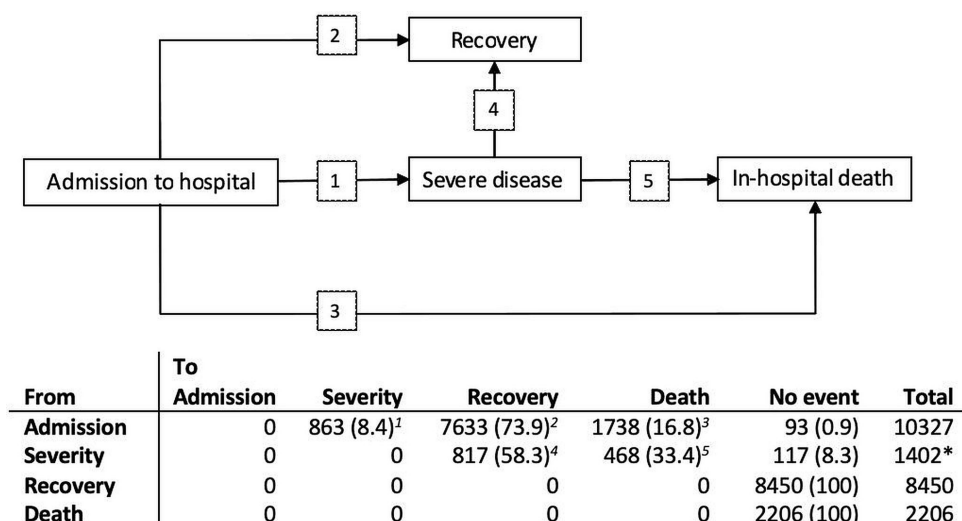 2
Recovery
4
Admission to hospital
1
Severe disease
5
In-hospital death
3
To
From Admission Severity Recovery Death No event Total
Admission 0 863 (8.4)¹ 7633 (73.9)² 1738 (16.8)³ 93 (0.9) 10327
Severity 0 0 817 (58.3)⁴ 468 (33.4)⁵ 117 (8.3) 1402*
Recovery 0 0 0 0 8450 (100) 8450
Death 0 0 0 0 2206 (100) 2206